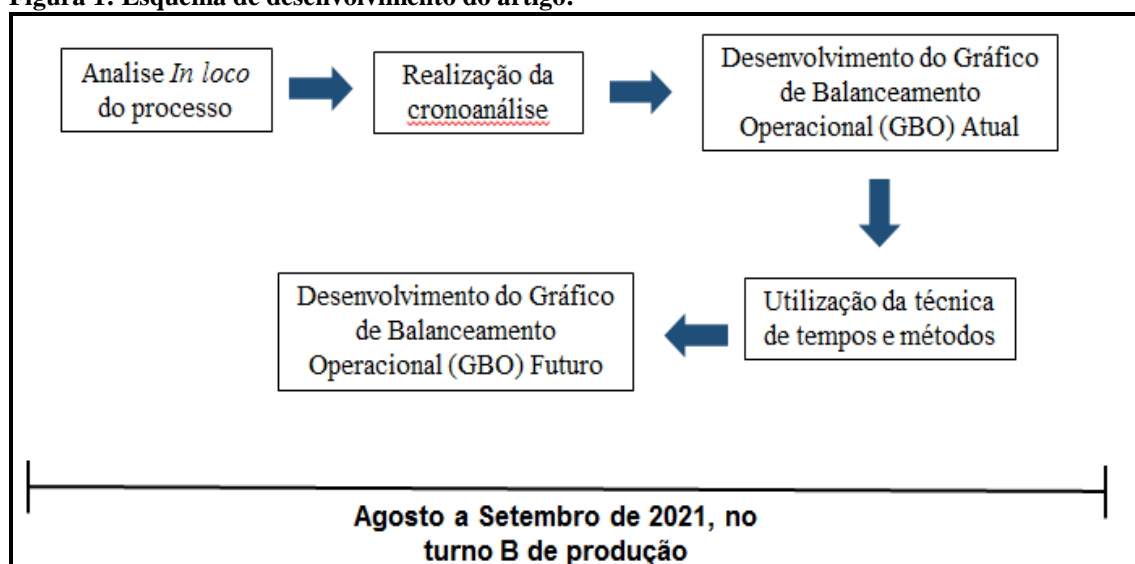 Figura 1: Esquema de desenvolvimento do artigo.
Analise In loco
do processo
Realização da
cronoanálise
Desenvolvimento do Gráfico
de Balanceamento
Operacional (GBO) Atual
Utilização da técnica
de tempos e métodos
Desenvolvimento do Gráfico
de Balanceamento
Operacional (GBO) Futuro
Agosto a Setembro de 2021, no
turno B de produção